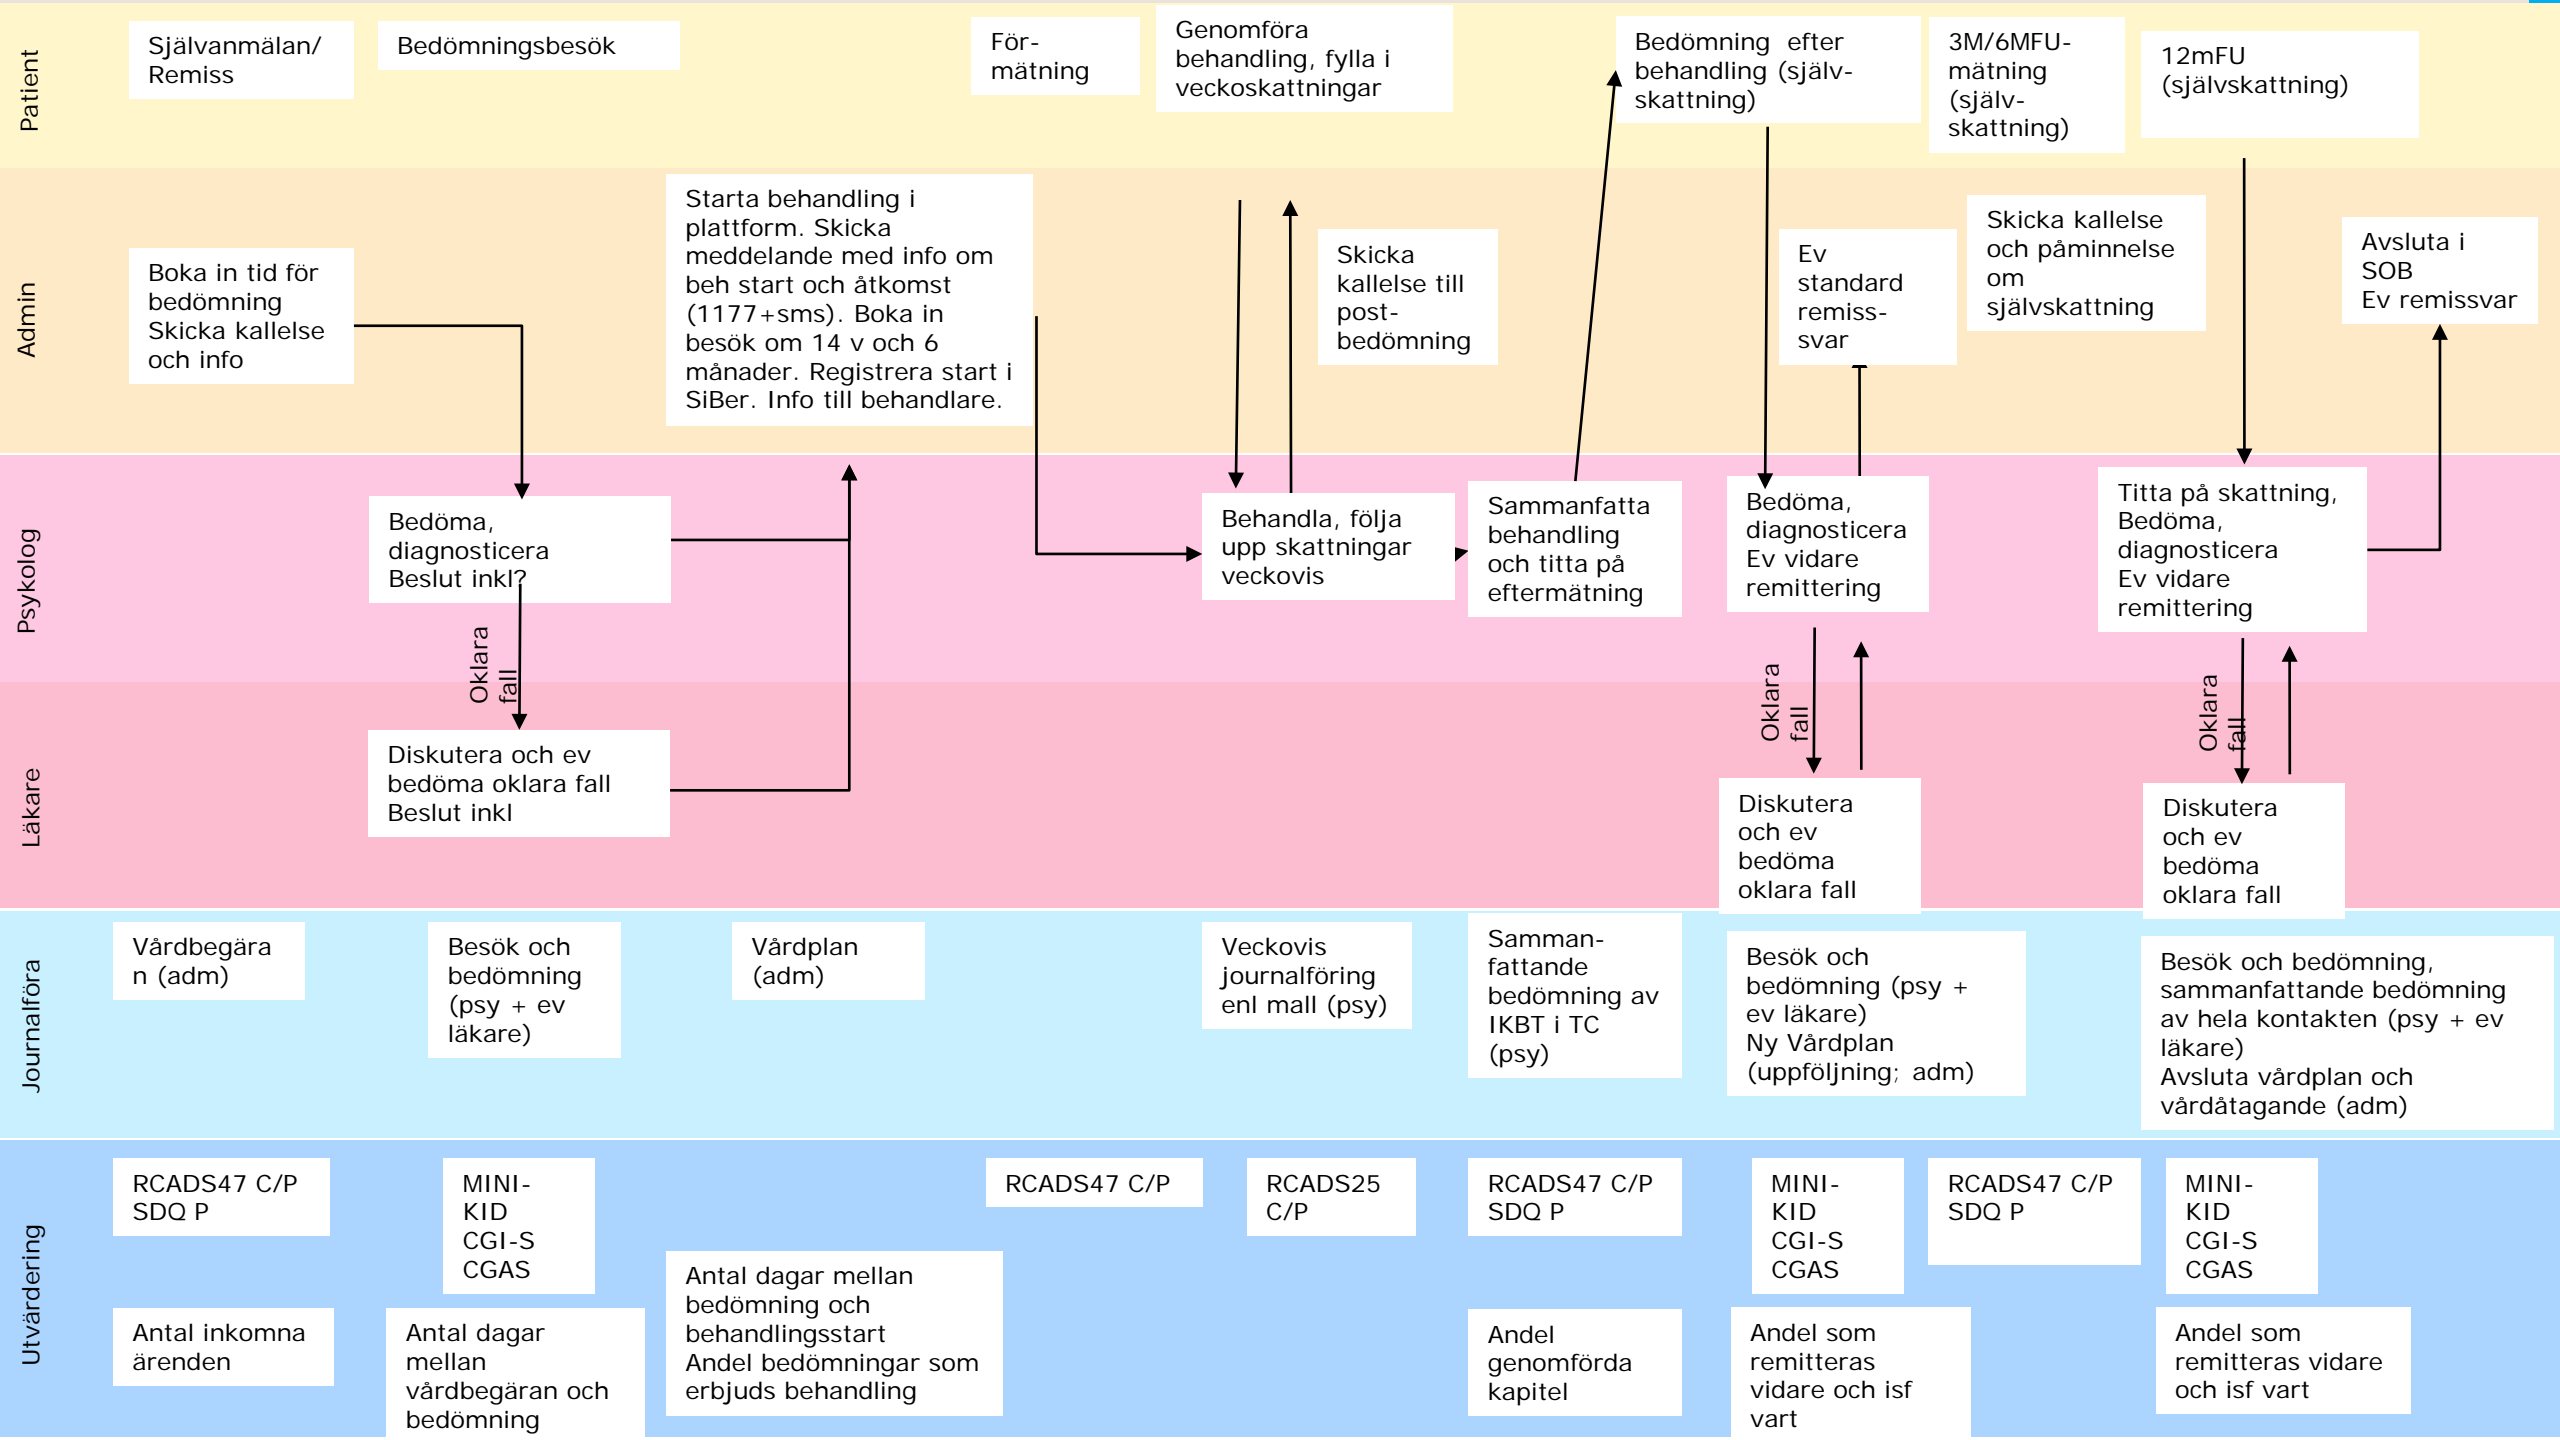 Patient
Självanmälan/
Remiss
Bedömningsbesök
För-
mätning
Genomföra
behandling, fylla i
veckoskattningar
Bedömning  efter
behandling (själv-
skattning)
3M/6MFU-
mätning
(själv-
skattning)
12mFU
(självskattning)
Admin
Boka in tid för
bedömning
Skicka kallelse
och info
Starta behandling i
plattform. Skicka
meddelande med info om
beh start och åtkomst
(1177+sms). Boka in
besök om 14 v och 6
månader. Registrera start i
SiBer. Info till behandlare.
Skicka
kallelse till
post-
bedömning
Ev
standard
remiss-
svar
Skicka kallelse
och påminnelse
om
självskattning
Avsluta i
SOB
Ev remissvar
Psykolog
Bedöma,
diagnosticera
Beslut inkl?
Behandla, följa
upp skattningar
veckovis
Sammanfatta
behandling
och titta på
eftermätning
Bedöma,
diagnosticera
Ev vidare
remittering
Titta på skattning,
Bedöma,
diagnosticera
Ev vidare
remittering
Oklara
fall
Oklara
fall
Oklara
fall
Läkare
Diskutera och ev
bedöma oklara fall
Beslut inkl
Diskutera
och ev
bedöma
oklara fall
Diskutera
och ev
bedöma
oklara fall
Journalföra
Vårdbegära
n (adm)
Besök och
bedömning
(psy + ev
läkare)
Vårdplan
(adm)
Veckovis
journalföring
enl mall (psy)
Samman-
fattande
bedömning av
IKBT i TC
(psy)
Besök och
bedömning (psy +
ev läkare)
Ny Vårdplan
(uppföljning; adm)
Besök och bedömning,
sammanfattande bedömning
av hela kontakten (psy + ev
läkare)
Avsluta vårdplan och
vårdåtagande (adm)
Utvärdering
RCADS47 C/P
SDQ P
MINI-
KID
CGI-S
CGAS
RCADS47 C/P
RCADS25
C/P
RCADS47 C/P
SDQ P
MINI-
KID
CGI-S
CGAS
RCADS47 C/P
SDQ P
MINI-
KID
CGI-S
CGAS
Antal inkomna
ärenden
Antal dagar
mellan
vårdbegäran och
bedömning
Antal dagar mellan
bedömning och
behandlingsstart
Andel bedömningar som
erbjuds behandling
Andel
genomförda
kapitel
Andel som
remitteras
vidare och isf
vart
Andel som
remitteras vidare
och isf vart